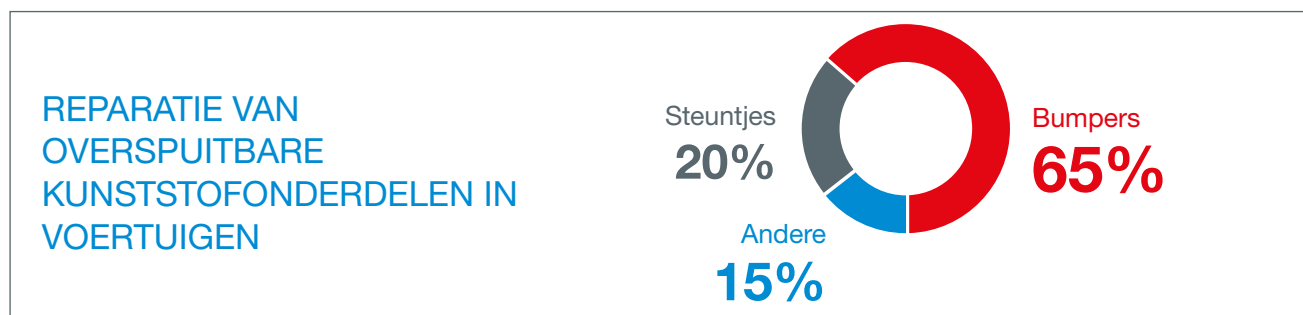 REPARATIE VAN
OVERSPUITBARE
KUNSTSTOFONDERDELEN IN
VOERTUIGEN
Steuntjes
20%
Bumpers
65%
Andere
15%